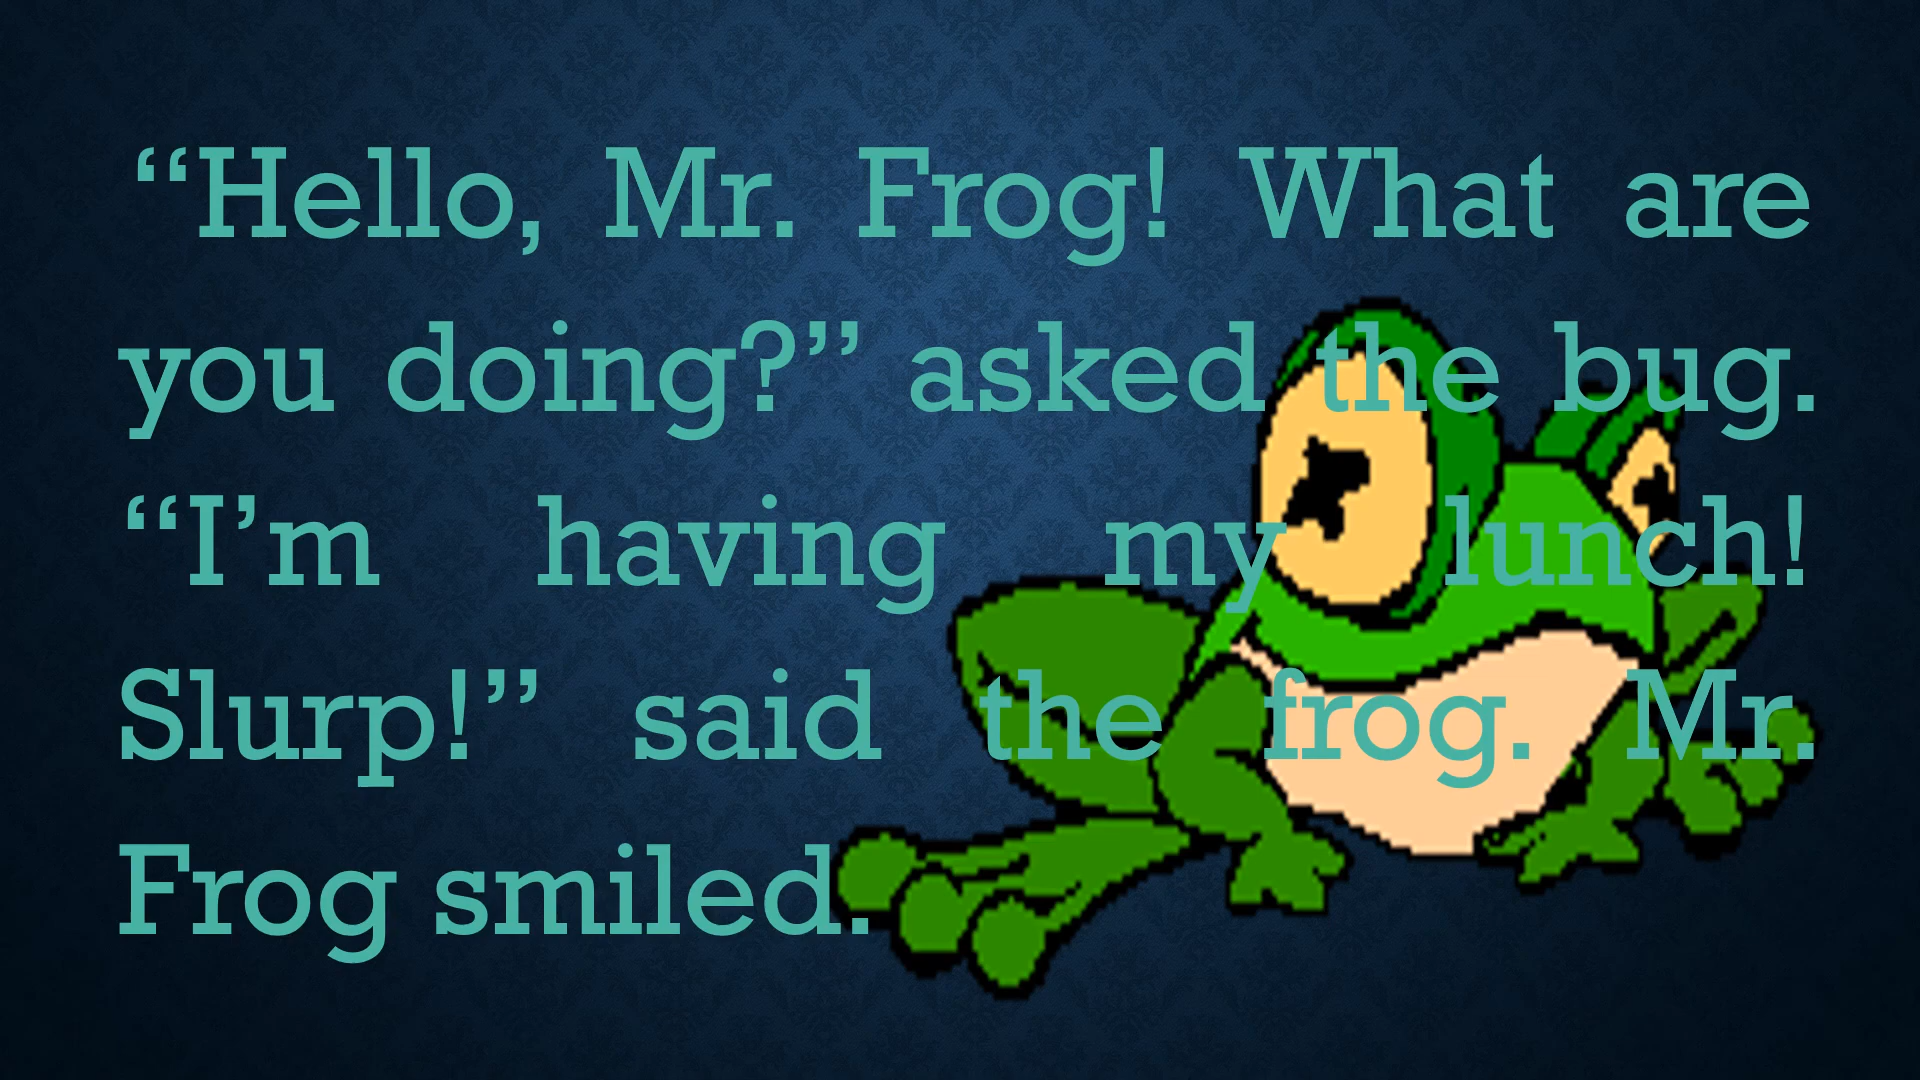 “Hello, Mr. Frog! What are
you doing?” asked the bug.
“I’m having my lunch!
Slurp!” said the frog. Mr.
Frog smiled.